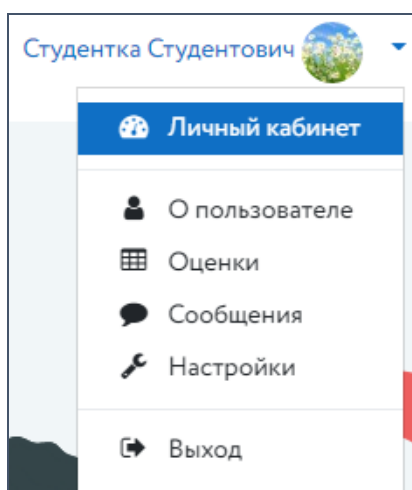 Студентка Студентович
Личный кабинет
О пользователе
Оценки
Сообщения
Настройки
Выход